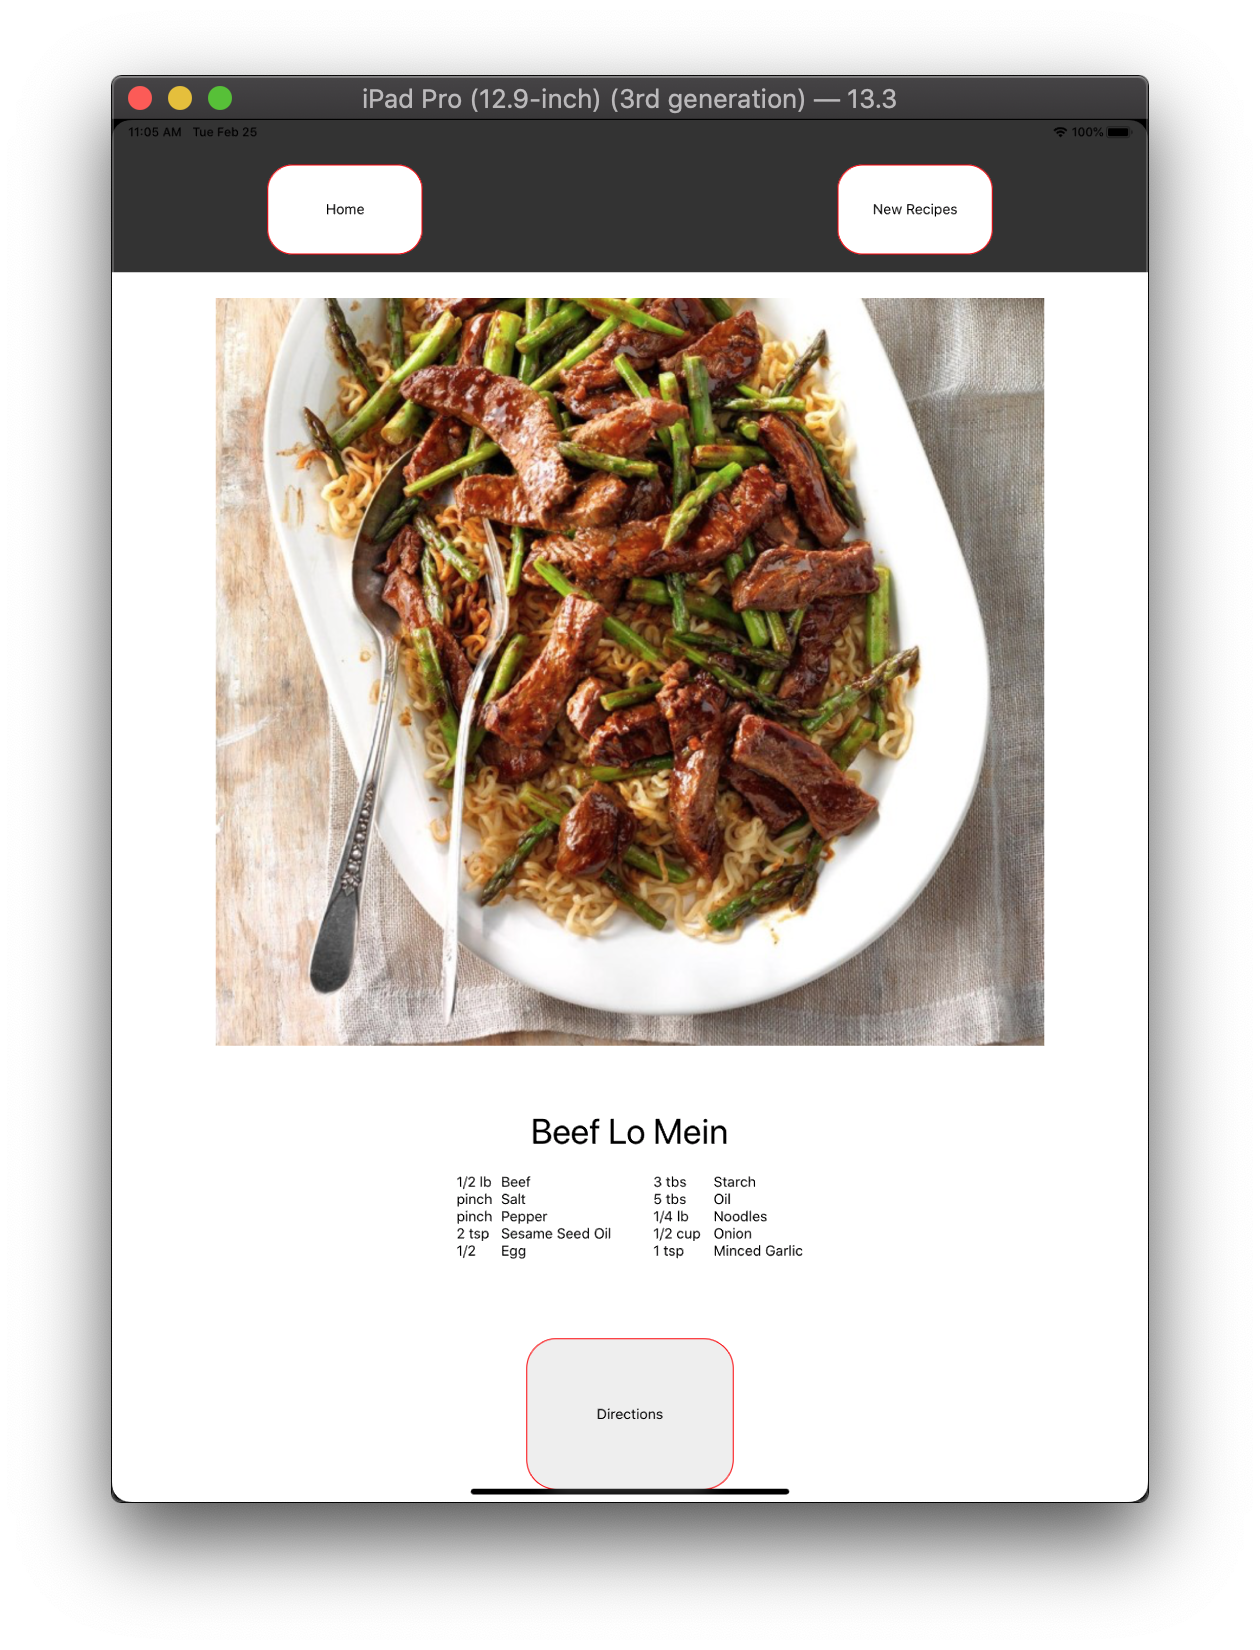 iPad Pro (12.9-inch) (3rd generation) — 13.3
11:05 AM Tue Feb 25
100%
Home
New Recipes
Beef Lo Mein
1/2 lb Beef 3 tbs Starch
pinch Salt 5 tbs Oil
pinch Pepper 1/4 lb Noodles
2 tsp Sesame Seed Oil 1/2 cup Onion
1/2 Egg 1 tsp Minced Garlic
Directions